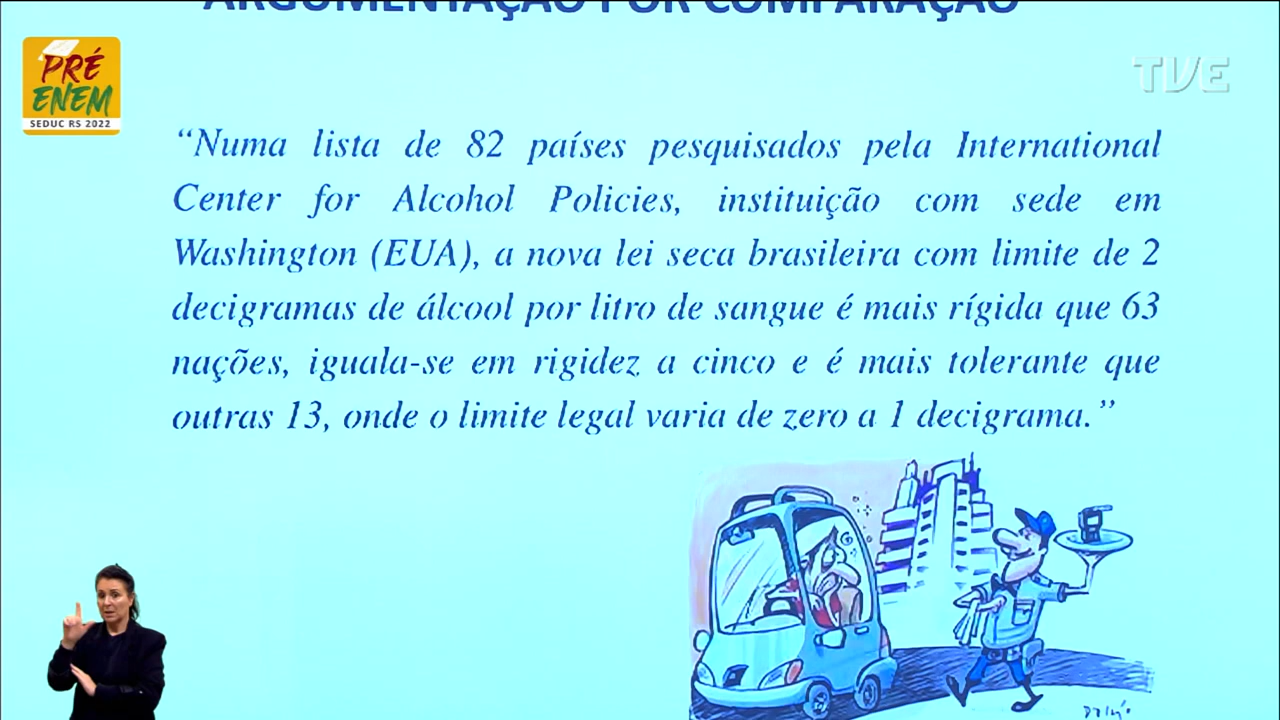 ARGUMENTAÇÃO POR COMPARAÇÃO
PRÉ
ENEM
SEDUC RS 2022
TVE
“Numa lista de 82 países pesquisados pela International
Center for Alcohol Policies, instituição com sede em
Washington (EUA), a nova lei seca brasileira com limite de 2
decigramas de álcool por litro de sangue é mais rígida que 63
nações, iguala-se em rigidez a cinco e é mais tolerante que
outras 13, onde o limite legal varia de zero a 1 decigrama.”